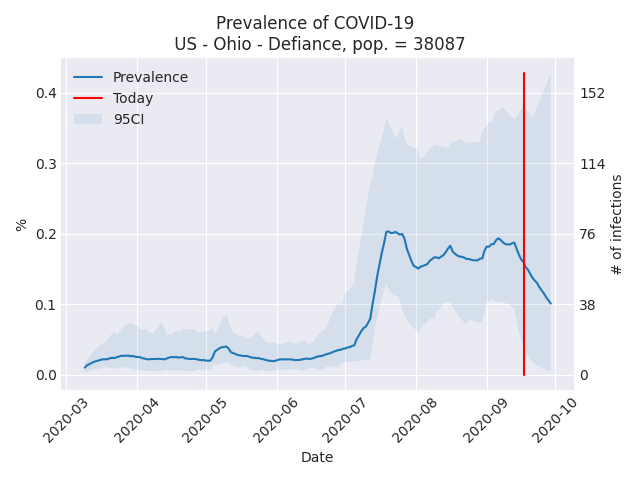 Prevalence of COVID-19
US - Ohio - Defiance, pop. = 38087
Prevalence
Today
95CI
0.4
0.3
0.2
0.1
0.0
%
152
114
76
38
0
# of infections
2020-03
2020-04
2020-05
2020-06
2020-07
2020-08
2020-09
2020-10
Date